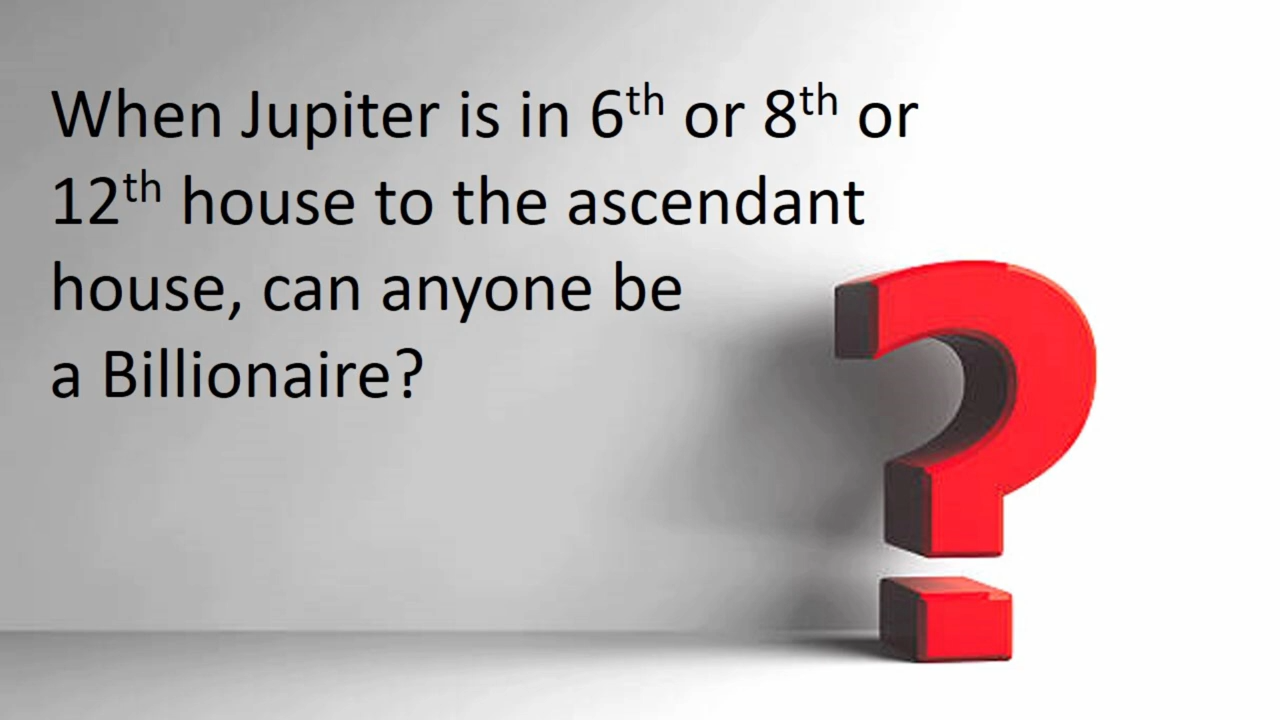 When Jupiter is in 6th or 8th or
12th house to the ascendant
house, can anyone be
a Billionaire?